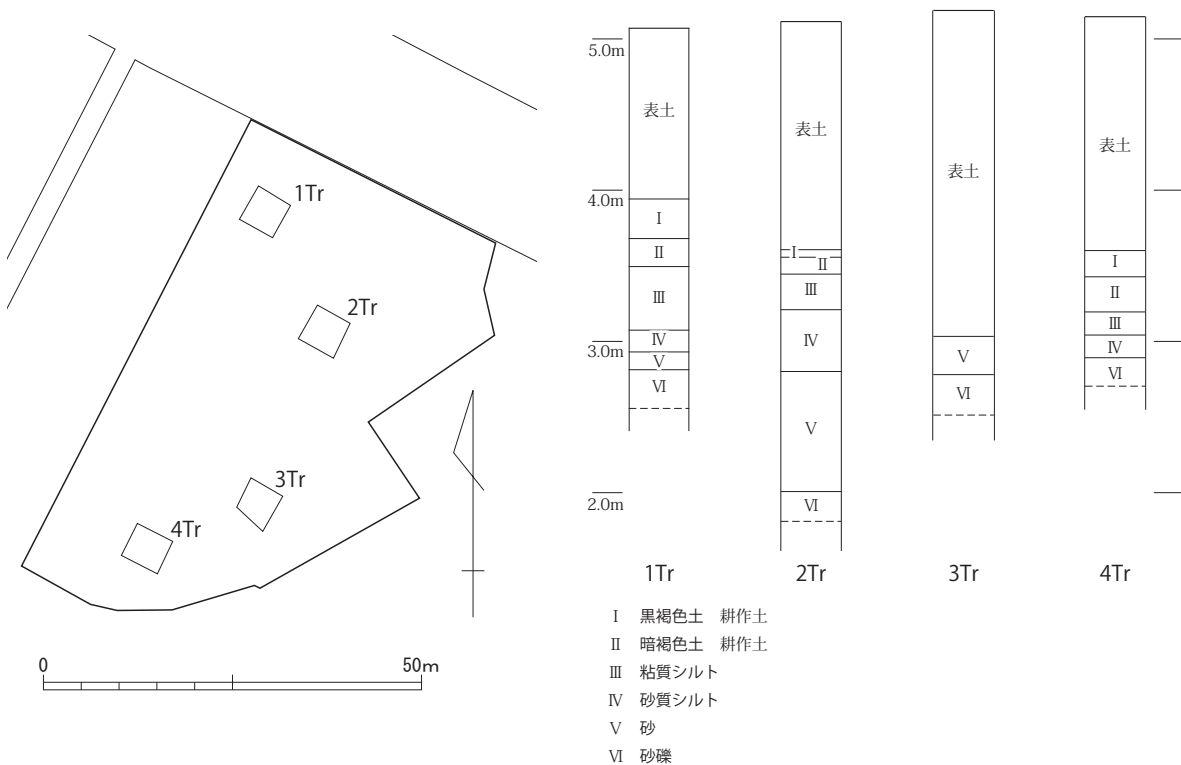 1Tr
2Tr
3Tr
4Tr
0 50m
5.0m
4.0m
3.0m
2.0m
表土
Ⅰ
Ⅱ
Ⅲ
Ⅳ
Ⅴ
Ⅵ
1Tr
表土
Ⅰ
Ⅱ
Ⅲ
Ⅳ
Ⅴ
Ⅵ
2Tr
表土
Ⅴ
Ⅵ
3Tr
表土
Ⅰ
Ⅱ
Ⅲ
Ⅳ
Ⅵ
4Tr
Ⅰ 黒褐色土 耕作土
Ⅱ 暗褐色土 耕作土
Ⅲ 粘質シルト
Ⅳ 砂質シルト
Ⅴ 砂
Ⅵ 砂礫